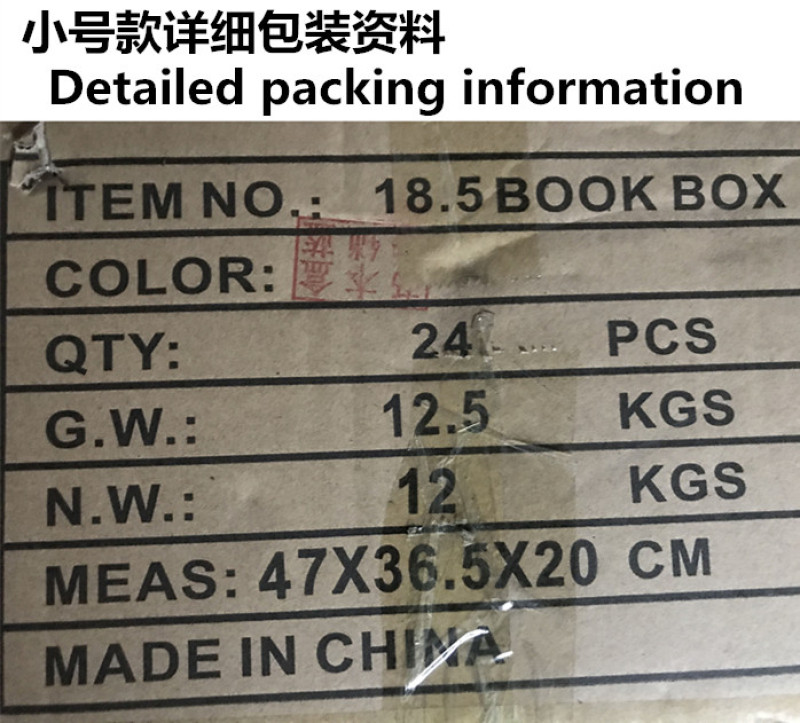 小号款详细包装资料
Detailed packing information
ITEM NO.: 18.5 BOOK BOX
COLOR:
QTY: 24 PCS
G.W.: 12.5 KGS
N.W.: 12 KGS
MEAS: 47X36.5X20 CM
MADE IN CHINA